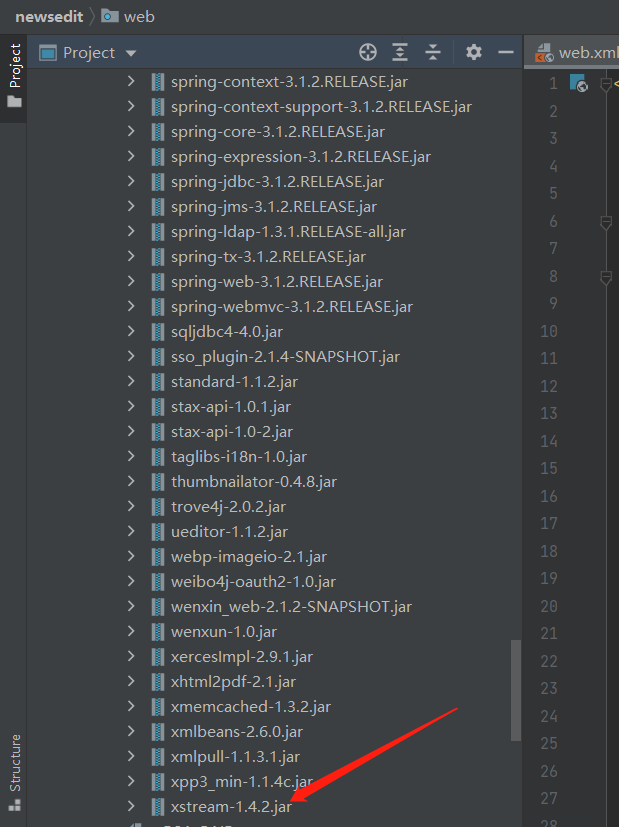 newsedit web
Project
Project
web.xml
spring-context-3.1.2.RELEASE.jar
spring-context-support-3.1.2.RELEASE.jar
spring-core-3.1.2.RELEASE.jar
spring-expression-3.1.2.RELEASE.jar
spring-jdbc-3.1.2.RELEASE.jar
spring-jms-3.1.2.RELEASE.jar
spring-ldap-1.3.1.RELEASE-all.jar
spring-tx-3.1.2.RELEASE.jar
spring-web-3.1.2.RELEASE.jar
spring-webmvc-3.1.2.RELEASE.jar
sqljdbc4-4.0.jar
sso_plugin-2.1.4-SNAPSHOT.jar
standard-1.1.2.jar
stax-api-1.0.1.jar
stax-api-1.0-2.jar
taglibs-i18n-1.0.jar
thumbnailator-0.4.8.jar
trove4j-2.0.2.jar
ueditor-1.1.2.jar
webp-imageio-2.1.jar
weibo4j-oauth2-1.0.jar
wenxin_web-2.1.2-SNAPSHOT.jar
wenxun-1.0.jar
xercesImpl-2.9.1.jar
xhtml2pdf-2.1.jar
xmemcached-1.3.2.jar
xmlbeans-2.6.0.jar
xmlpull-1.1.3.1.jar
xpp3_min-1.1.4c.jar
xstream-1.4.2.jar
Structure
1
2
3
4
5
6
7
8
9
10
11
12
13
14
15
16
17
18
19
20
21
22
23
24
25
26
27
28